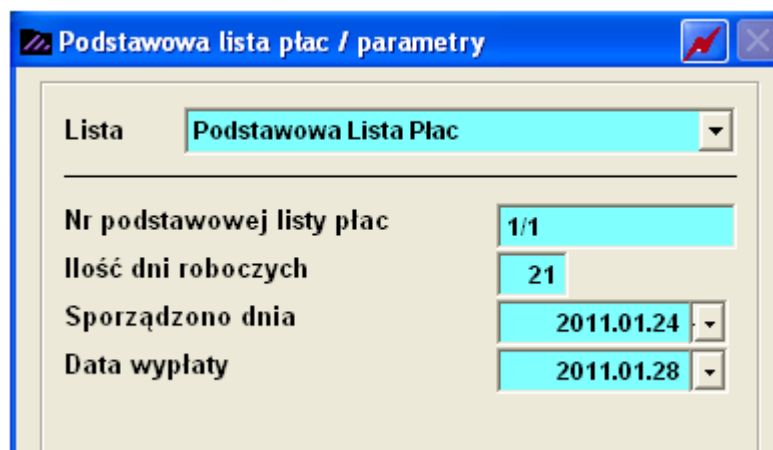 Podstawowa lista płac / parametry
Lista Podstawowa Lista Płac
Nr podstawowej listy płac 1/1
Ilość dni roboczych 21
Sporządzono dnia 2011.01.24
Data wypłaty 2011.01.28